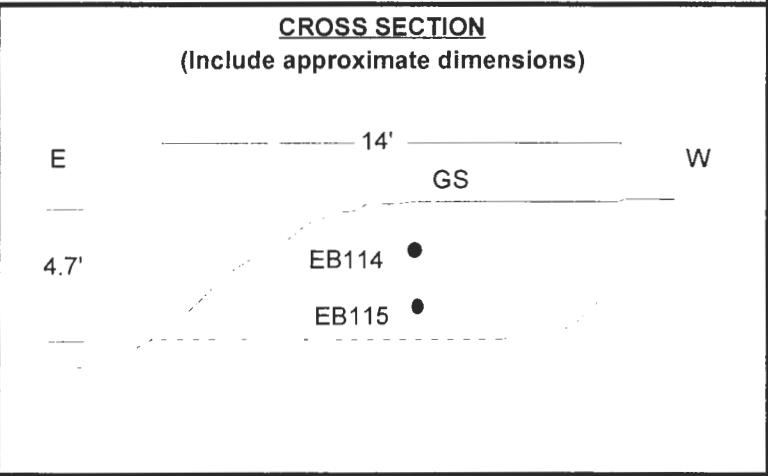 CROSS SECTION
(Include approximate dimensions)
14'
E
W
GS
4.7'
EB114
EB115